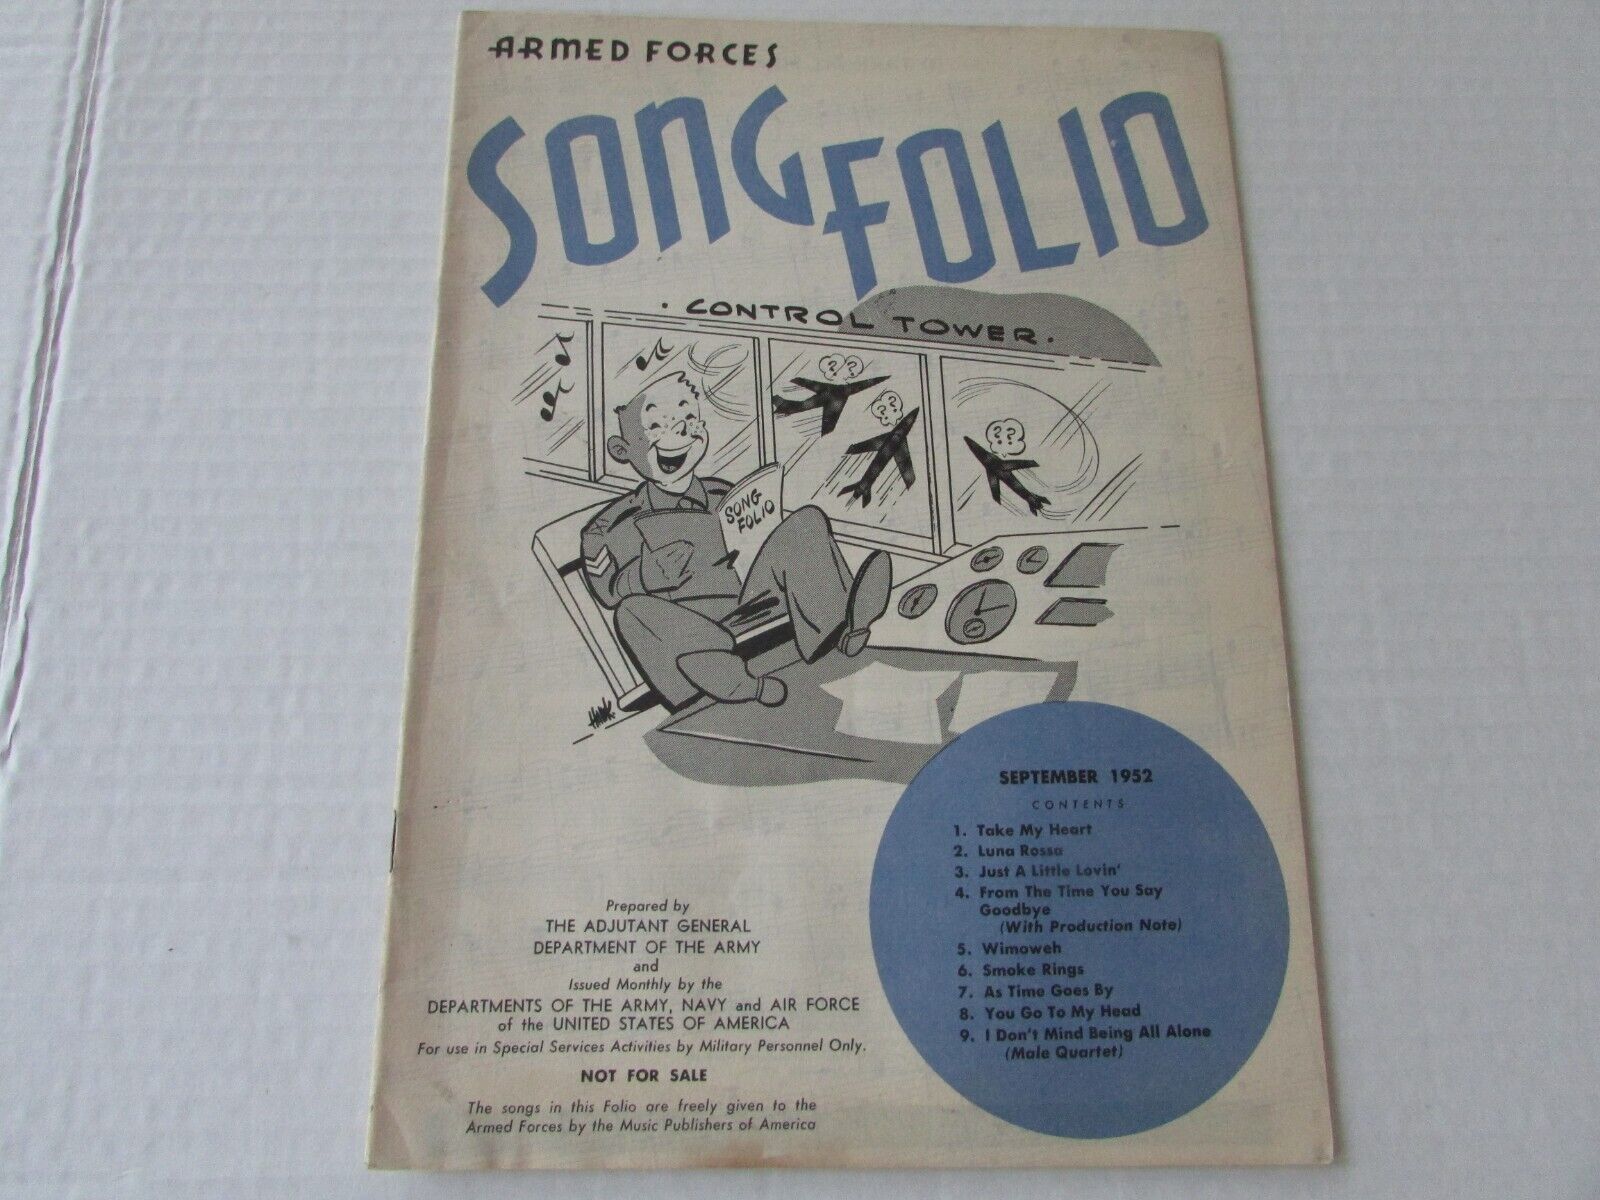 ARMED FORCES
SONG FOLIO
· CONTROL TOWER ·
?? ?? ??
SONG
FOLIO
HANK
SEPTEMBER 1952
CONTENTS
1. Take My Heart
2. Luna Rossa
3. Just A Little Lovin'
4. From The Time You Say
Goodbye
(With Production Note)
5. Wimoweh
6. Smoke Rings
7. As Time Goes By
8. You Go To My Head
9. I Don't Mind Being All Alone
(Male Quartet)
Prepared by
THE ADJUTANT GENERAL
DEPARTMENT OF THE ARMY
and
Issued Monthly by the
DEPARTMENTS OF THE ARMY, NAVY and AIR FORCE
of the UNITED STATES OF AMERICA
For use in Special Services Activities by Military Personnel Only.
NOT FOR SALE
The songs in this Folio are freely given to the
Armed Forces by the Music Publishers of America